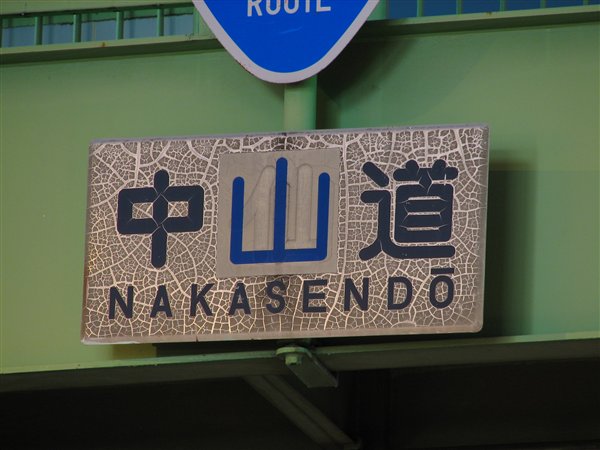 ROUTE
中山道
NAKASENDŌ